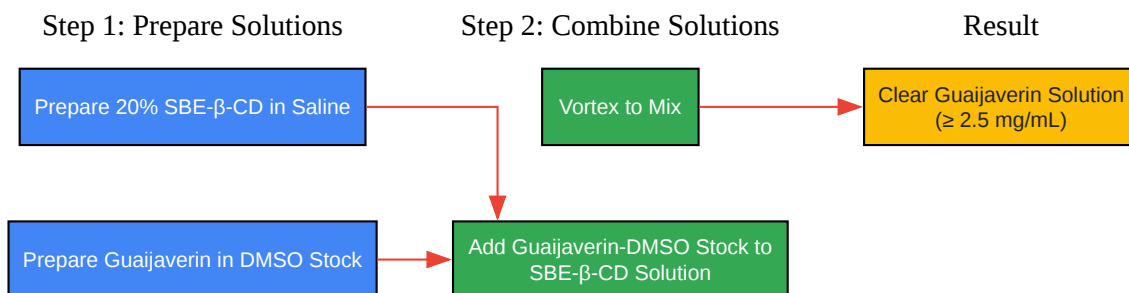 Step 1: Prepare Solutions
Step 2: Combine Solutions
Result
Prepare 20% SBE-β-CD in Saline
Vortex to Mix
Clear Guaijaverin Solution
(≥ 2.5 mg/mL)
Prepare Guaijaverin in DMSO Stock
Add Guaijaverin-DMSO Stock to
SBE-β-CD Solution